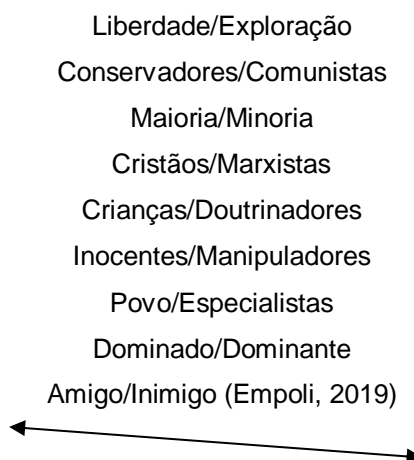 Liberdade/Exploração
Conservadores/Comunistas
Maioria/Minoria
Cristãos/Marxistas
Crianças/Doutrinadores
Inocentes/Manipuladores
Povo/Especialistas
Dominado/Dominante
Amigo/Inimigo (Empoli, 2019)